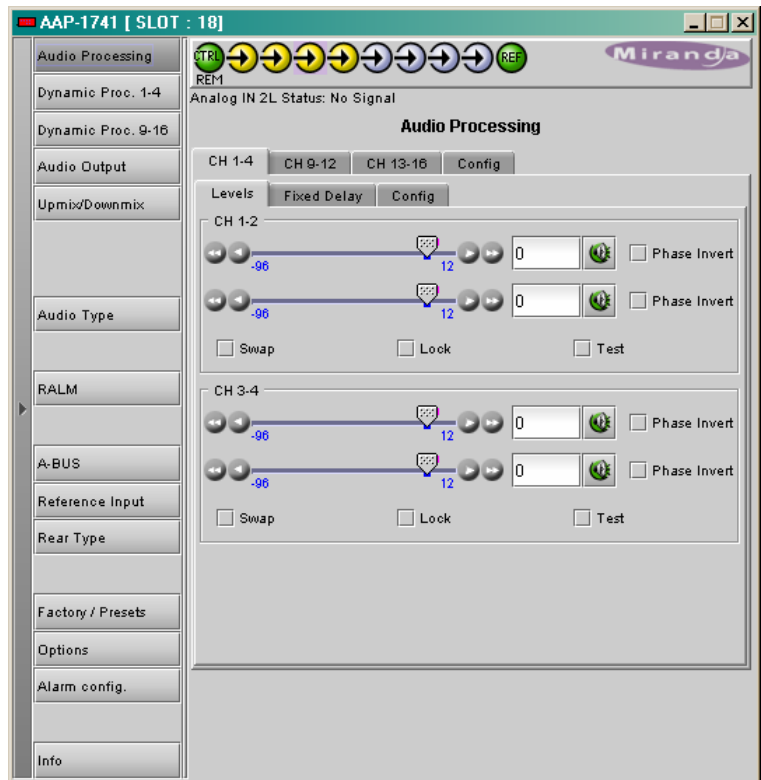 AAP-1741 [ SLOT : 18]
Audio Processing
Dynamic Proc. 1-4
Dynamic Proc. 9-16
Audio Output
Upmix/Downmix
Audio Type
RALM
A-BUS
Reference Input
Rear Type
Factory / Presets
Options
Alarm config.
Info
CTRL
REF
Miranda
REM
Analog IN 2L Status: No Signal
Audio Processing
CH 1-4 CH 9-12 CH 13-16 Config
Levels Fixed Delay Config
CH 1-2
-96 12 0 Phase Invert
-96 12 0 Phase Invert
Swap Lock Test
CH 3-4
-96 12 0 Phase Invert
-96 12 0 Phase Invert
Swap Lock Test